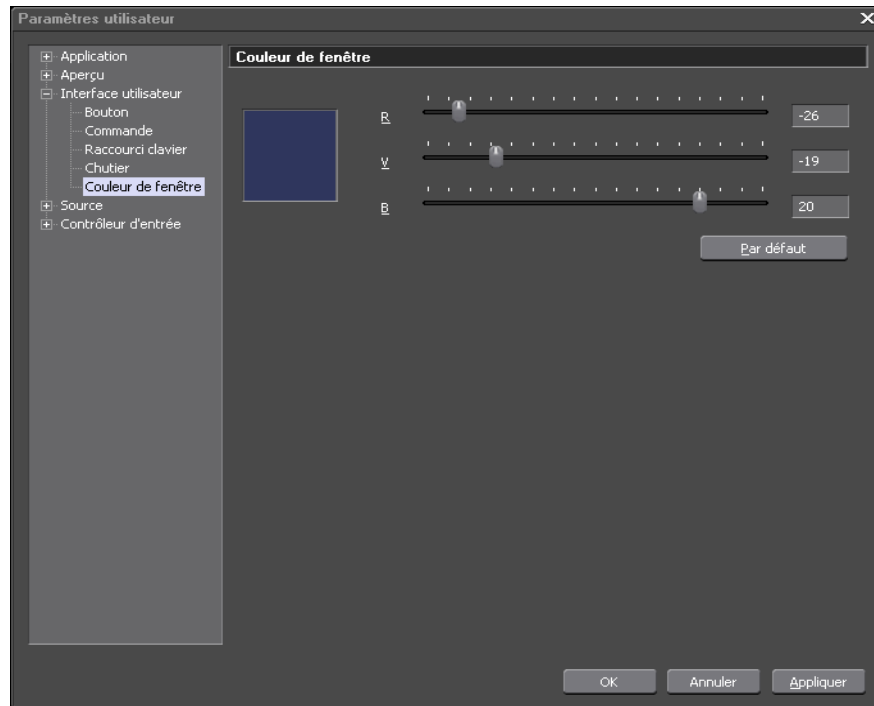 Paramètres utilisateur
Application
Aperçu
Interface utilisateur
Bouton
Commande
Raccourci clavier
Chutier
Couleur de fenêtre
Source
Contrôleur d'entrée
Couleur de fenêtre
R -26
V -19
B 20
Par défaut
OK Annuler Appliquer